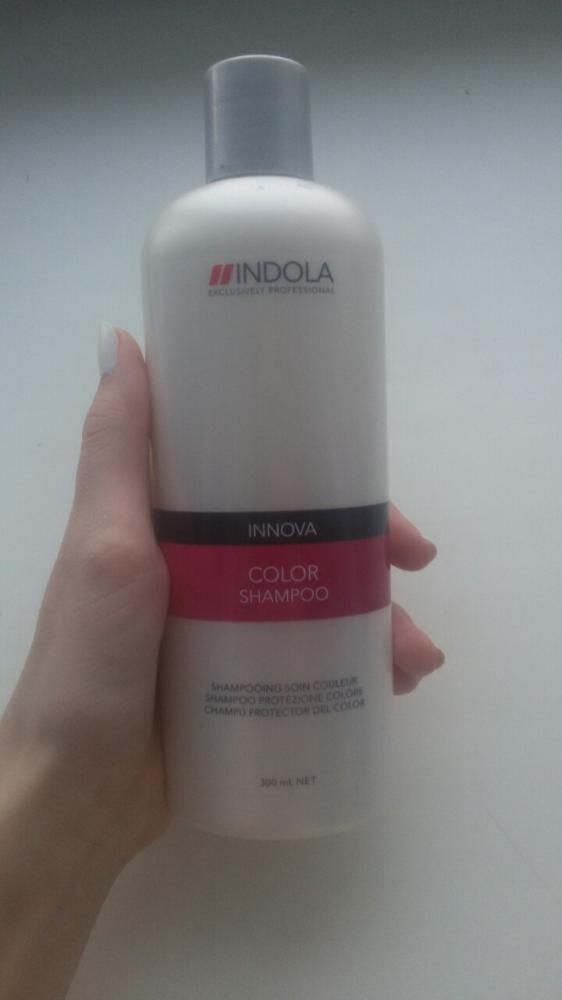 INDOLA
EXCLUSIVELY PROFESSIONAL
INNOVA
COLOR
SHAMPOO
SHAMPOOING SOIN COULEUR
SHAMPOO PROTEZIONE COLORE
CHAMPÚ PROTECTOR DEL COLOR
300 mL NET